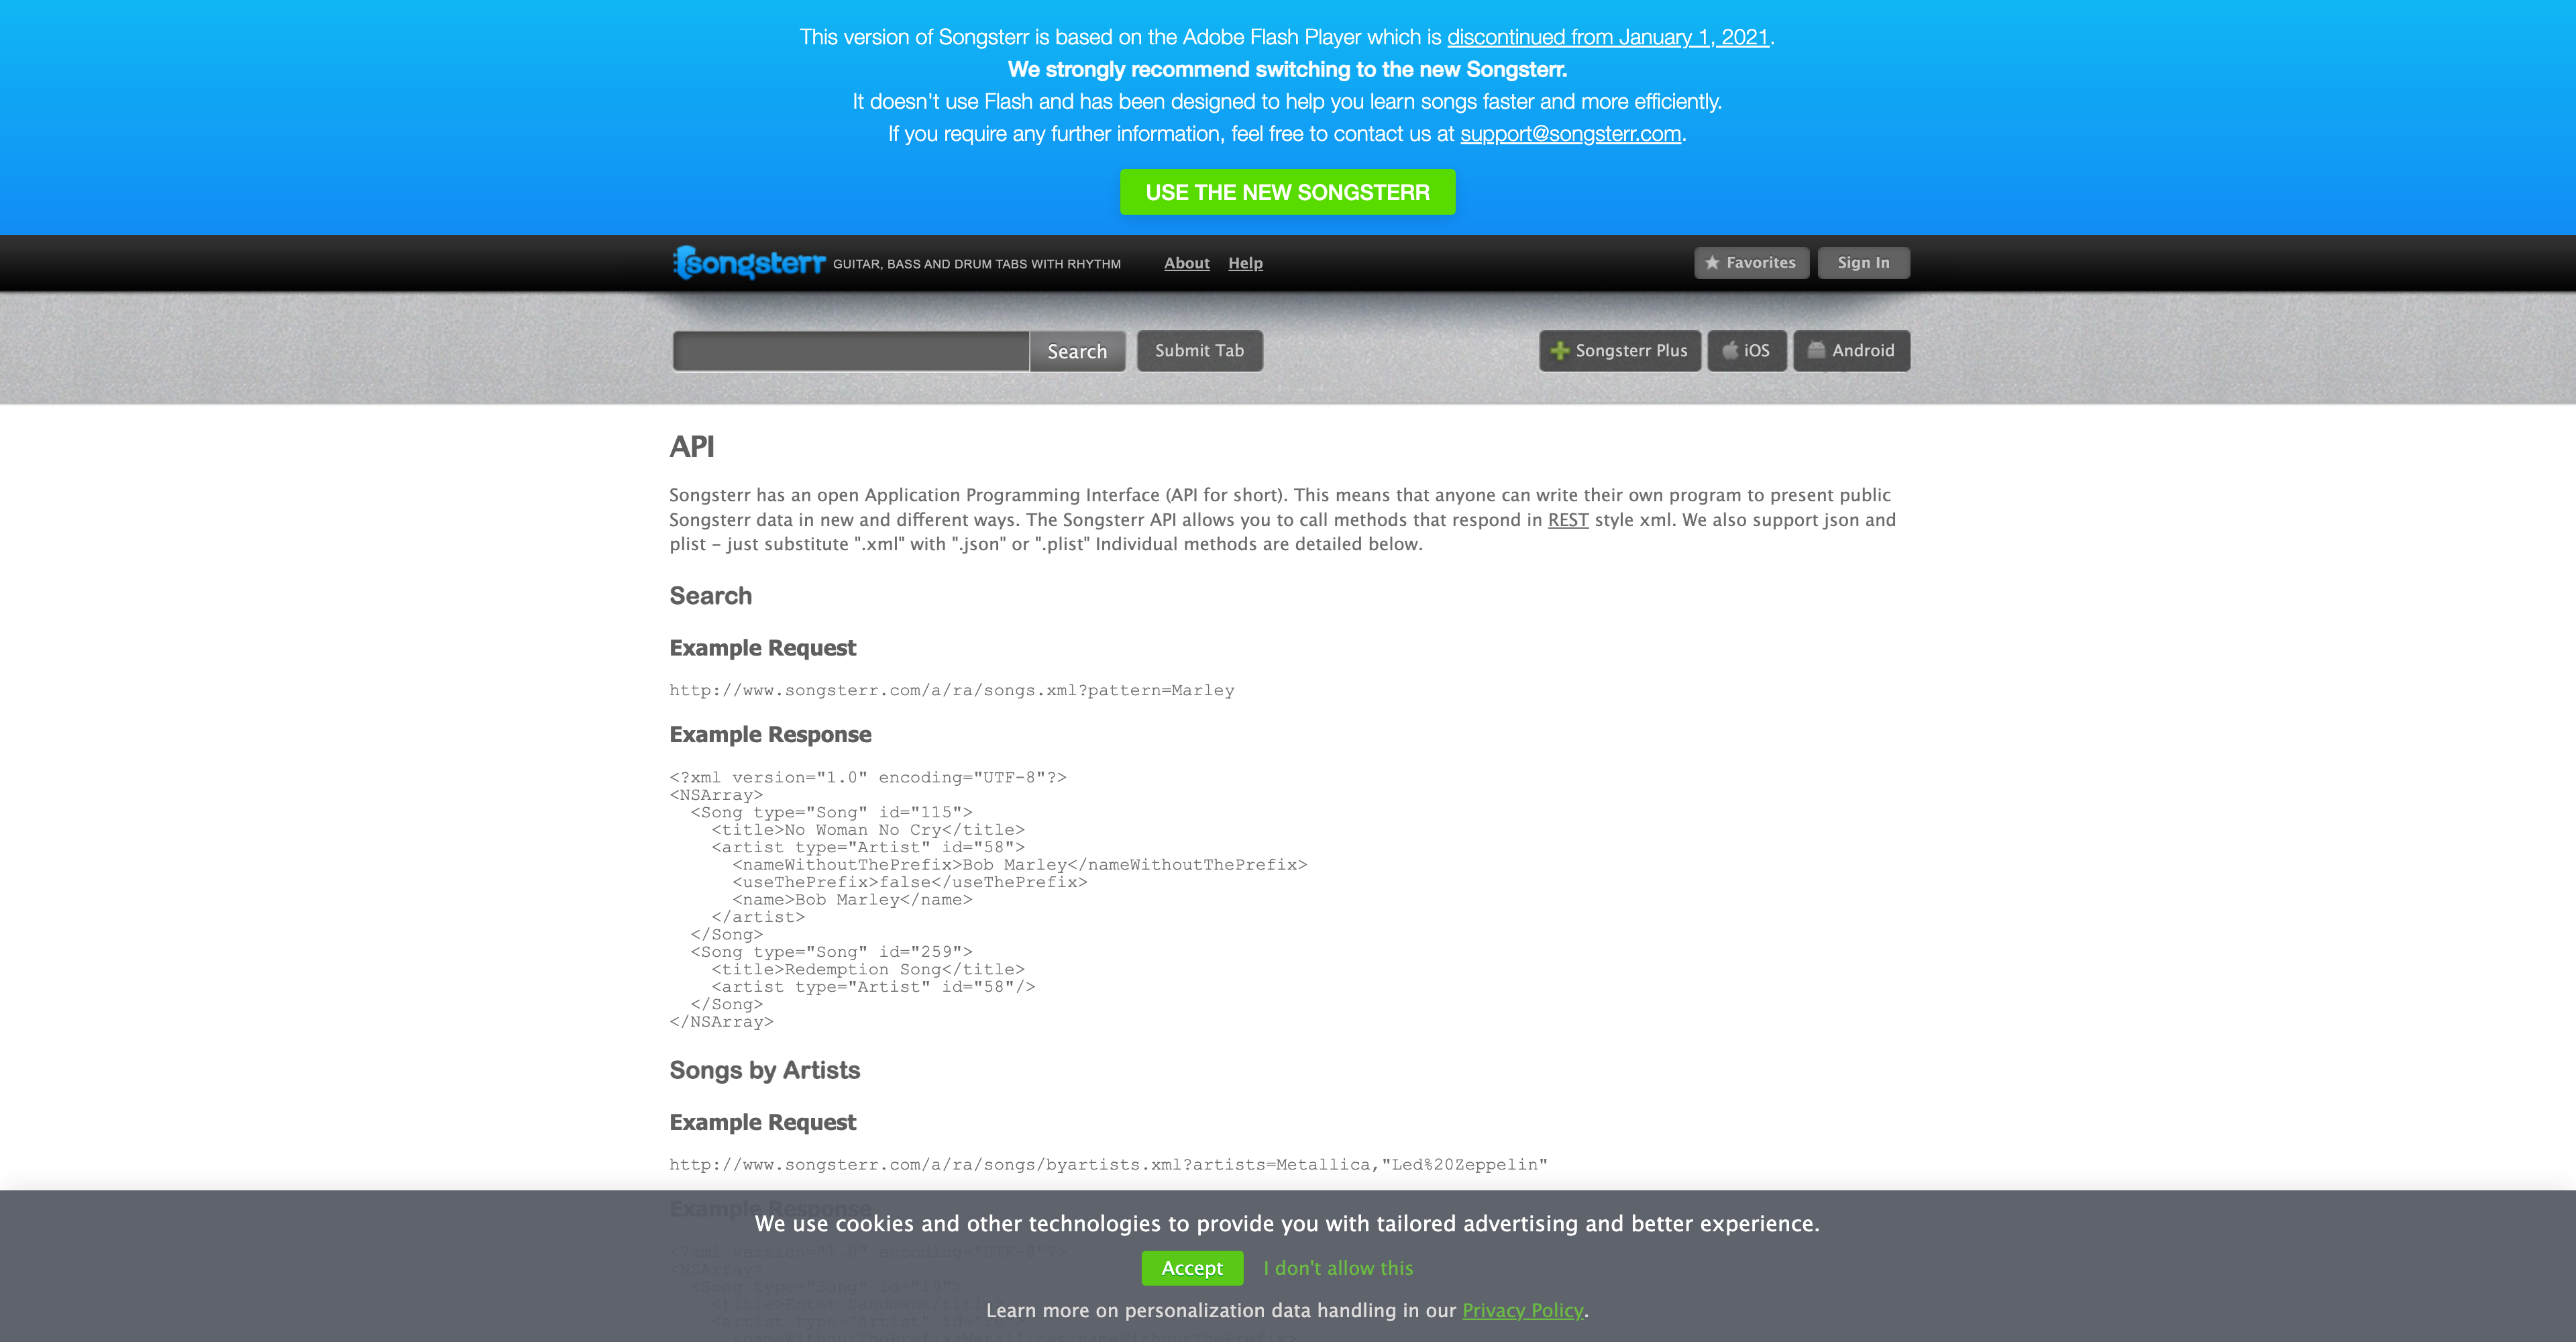 This version of Songsterr is based on the Adobe Flash Player which is discontinued from January 1, 2021.
We strongly recommend switching to the new Songsterr.
It doesn't use Flash and has been designed to help you learn songs faster and more efficiently.
If you require any further information, feel free to contact us at support@songsterr.com.
USE THE NEW SONGSTERR
songsterr GUITAR, BASS AND DRUM TABS WITH RHYTHM About Help Favorites Sign In
Search Submit Tab Songsterr Plus iOS Android
API
Songsterr has an open Application Programming Interface (API for short). This means that anyone can write their own program to present public
Songsterr data in new and different ways. The Songsterr API allows you to call methods that respond in REST style xml. We also support json and
plist – just substitute ".xml" with ".json" or ".plist" Individual methods are detailed below.
Search
Example Request
http://www.songsterr.com/a/ra/songs.xml?pattern=Marley
Example Response
<?xml version="1.0" encoding="UTF-8"?>
<NSArray>
  <Song type="Song" id="115">
    <title>No Woman No Cry</title>
    <artist type="Artist" id="58">
      <nameWithoutThePrefix>Bob Marley</nameWithoutThePrefix>
      <useThePrefix>false</useThePrefix>
      <name>Bob Marley</name>
    </artist>
  </Song>
  <Song type="Song" id="259">
    <title>Redemption Song</title>
    <artist type="Artist" id="58"/>
  </Song>
</NSArray>
Songs by Artists
Example Request
http://www.songsterr.com/a/ra/songs/byartists.xml?artists=Metallica,"Led%20Zeppelin"
Example Response
We use cookies and other technologies to provide you with tailored advertising and better experience.
<?xml version="1.0" encoding="UTF-8"?>
<NSArray>
Accept I don't allow this
Learn more on personalization data handling in our Privacy Policy.